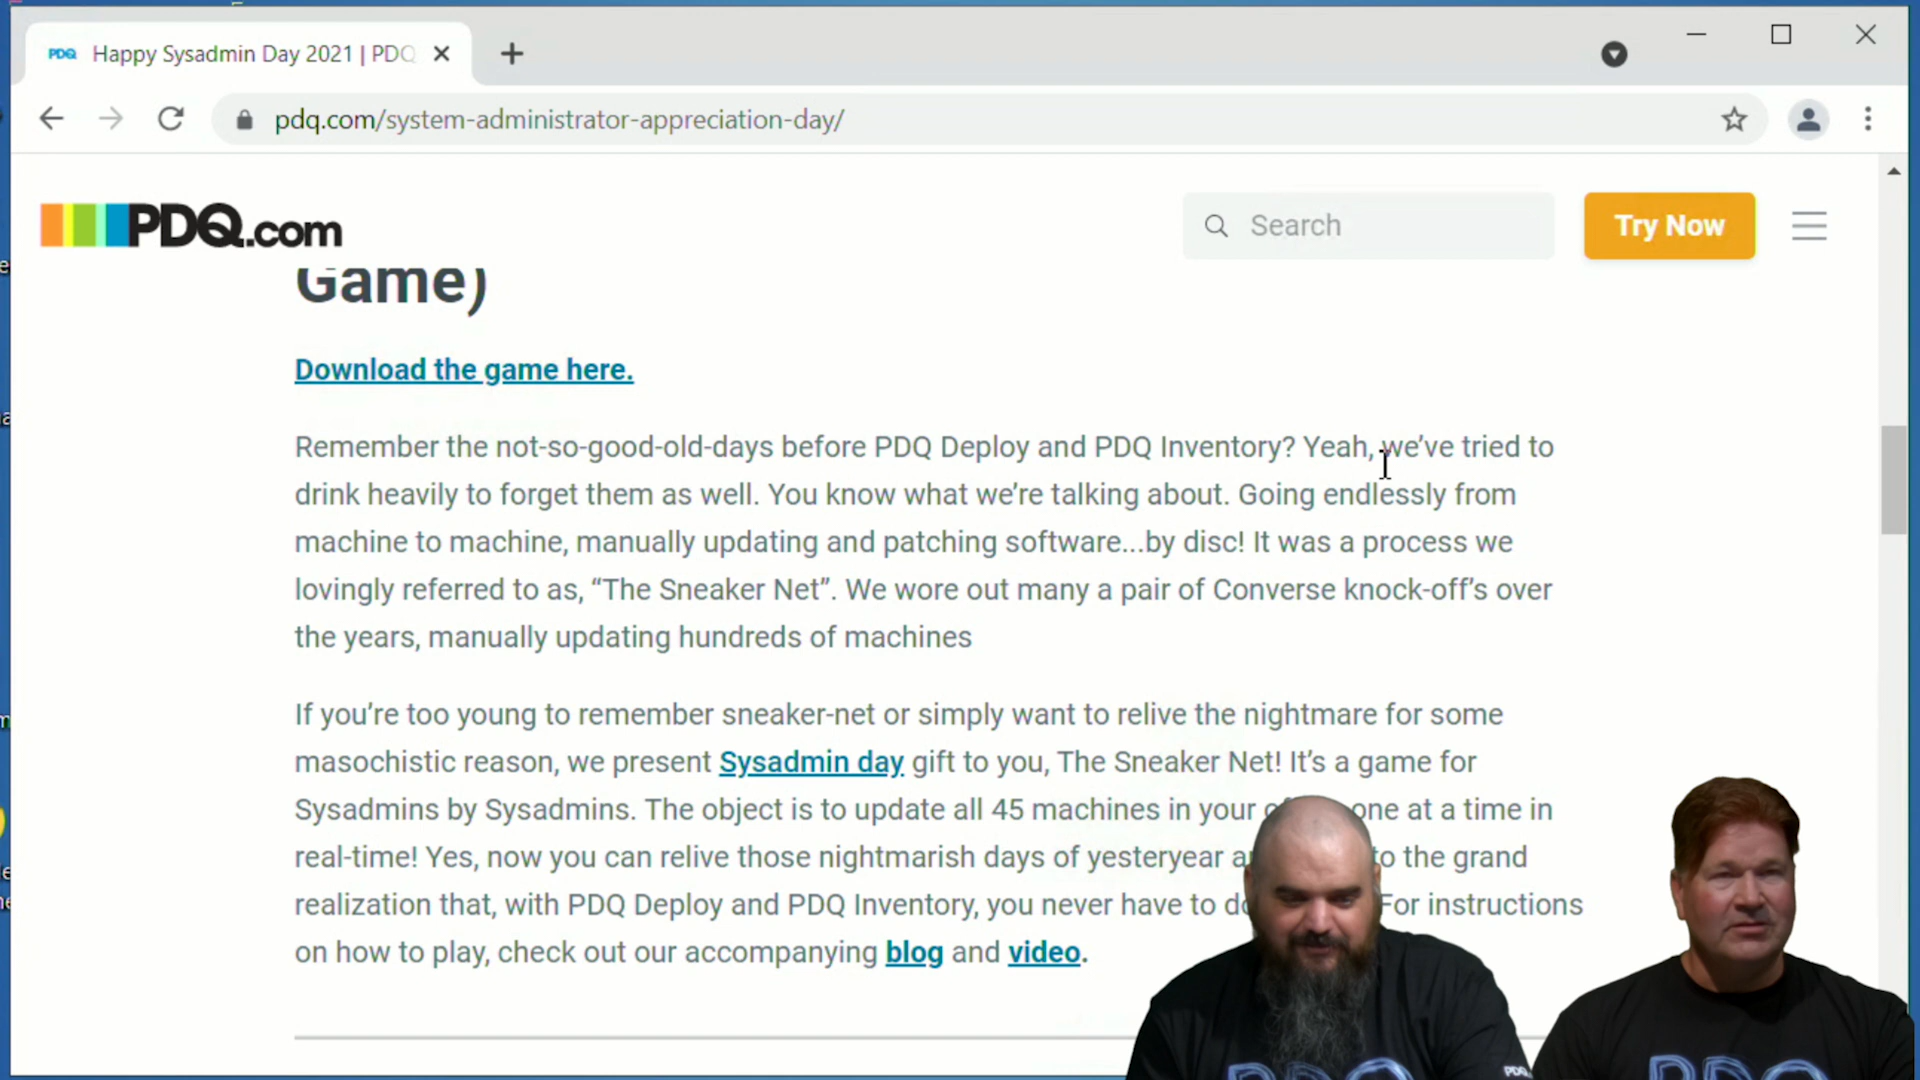 Happy Sysadmin Day 2021 | PDQ
pdq.com/system-administrator-appreciation-day/
PDQ.com
Search
Try Now
Game)
Download the game here.
Remember the not-so-good-old-days before PDQ Deploy and PDQ Inventory? Yeah, we’ve tried to
drink heavily to forget them as well. You know what we’re talking about. Going endlessly from
machine to machine, manually updating and patching software...by disc! It was a process we
lovingly referred to as, “The Sneaker Net”. We wore out many a pair of Converse knock-off’s over
the years, manually updating hundreds of machines
If you’re too young to remember sneaker-net or simply want to relive the nightmare for some
masochistic reason, we present Sysadmin day gift to you, The Sneaker Net! It’s a game for
Sysadmins by Sysadmins. The object is to update all 45 machines in your one at a time in
real-time! Yes, now you can relive those nightmarish days of yesteryear to the grand
realization that, with PDQ Deploy and PDQ Inventory, you never have to For instructions
on how to play, check out our accompanying blog and video.
PDQ
PDQ
PDQ